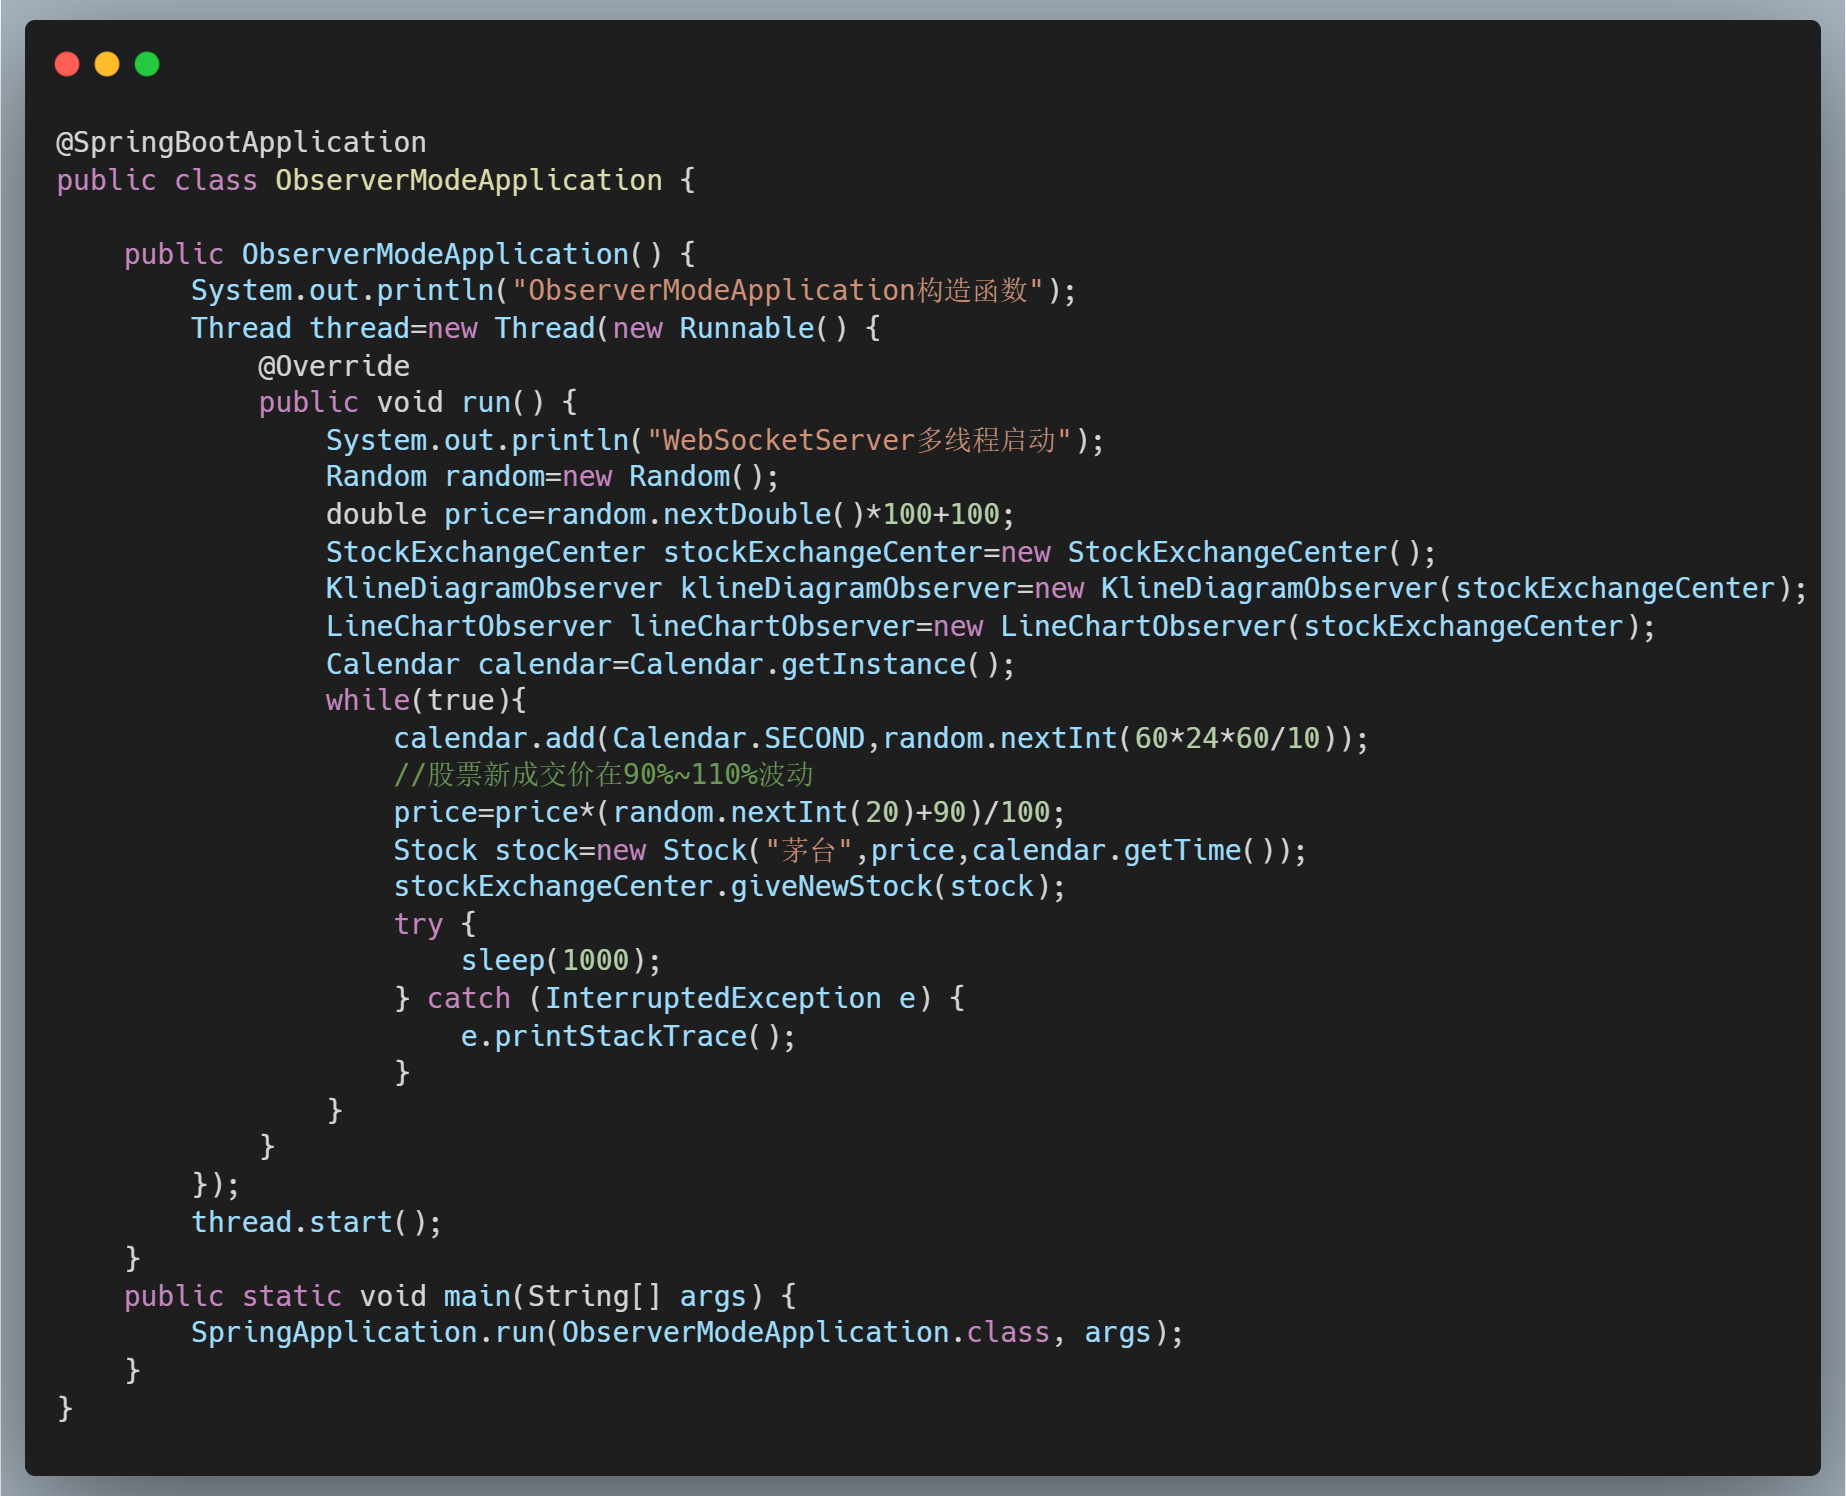 @SpringBootApplication
public class ObserverModeApplication {
    public ObserverModeApplication() {
        System.out.println("ObserverModeApplication构造函数");
        Thread thread=new Thread(new Runnable() {
            @Override
            public void run() {
                System.out.println("WebSocketServer多线程启动");
                Random random=new Random();
                double price=random.nextDouble()*100+100;
                StockExchangeCenter stockExchangeCenter=new StockExchangeCenter();
                KlineDiagramObserver klineDiagramObserver=new KlineDiagramObserver(stockExchangeCenter);
                LineChartObserver lineChartObserver=new LineChartObserver(stockExchangeCenter);
                Calendar calendar=Calendar.getInstance();
                while(true){
                    calendar.add(Calendar.SECOND,random.nextInt(60*24*60/10));
                    //股票新成交价在90%~110%波动
                    price=price*(random.nextInt(20)+90)/100;
                    Stock stock=new Stock("茅台",price,calendar.getTime());
                    stockExchangeCenter.giveNewStock(stock);
                    try {
                        sleep(1000);
                    } catch (InterruptedException e) {
                        e.printStackTrace();
                    }
                }
            }
        });
        thread.start();
    }
    public static void main(String[] args) {
        SpringApplication.run(ObserverModeApplication.class, args);
    }
}